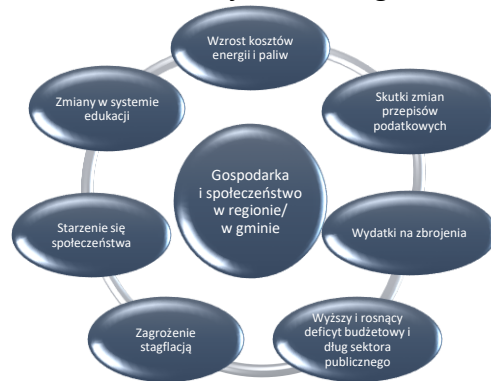 Wzrost kosztów
energii i paliw
Skutki zmian
przepisów
podatkowych
Wydatki na zbrojenia
Wyższy i rosnący
deficyt budżetowy i
dług sektora
publicznego
Zagrożenie
stagflacją
Starzenie się
społeczeństwa
Zmiany w systemie
edukacji
Gospodarka
i społeczeństwo
w regionie/
w gminie